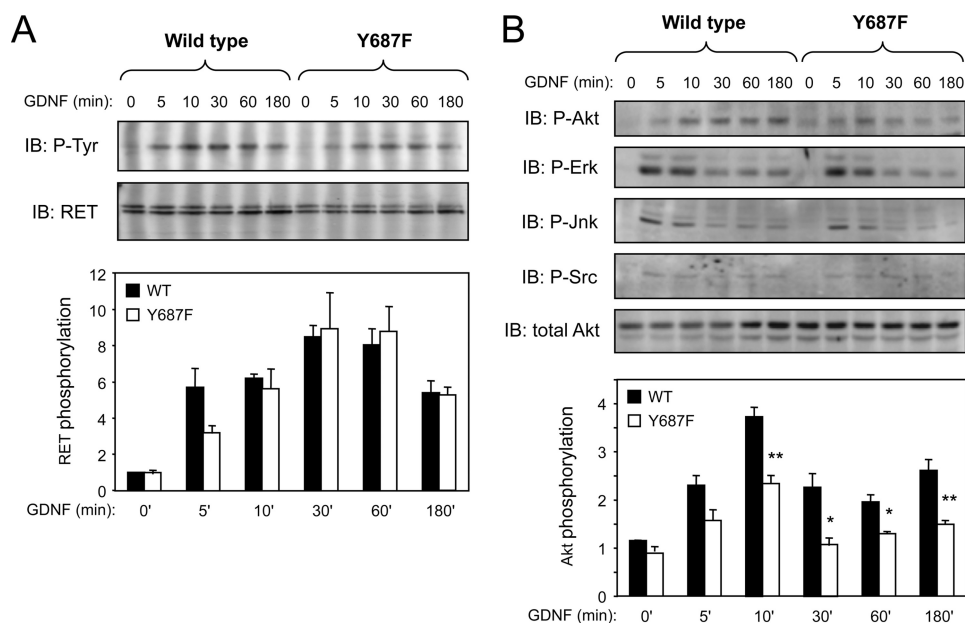 A
Wild type Y687F
GDNF (min): 0 5 10 30 60 180 0 5 10 30 60 180
IB: P-Tyr
IB: RET
12
10
8
6
4
2
0
RET phosphorylation
WT
Y687F
GDNF (min): 0' 5' 10' 30' 60' 180'
B
Wild type Y687F
GDNF (min): 0 5 10 30 60 180 0 5 10 30 60 180
IB: P-Akt
IB: P-Erk
IB: P-Jnk
IB: P-Src
IB: total Akt
4
3
2
1
0
Akt phosphorylation
WT
Y687F
** * * **
GDNF (min): 0' 5' 10' 30' 60' 180'